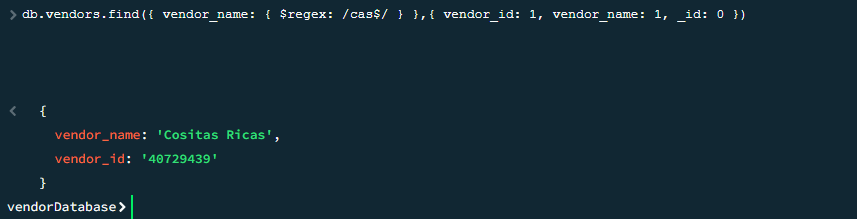 > db.vendors.find({ vendor_name: { $regex: /cas$/ } },{ vendor_id: 1, vendor_name: 1, _id: 0 })
< {
vendor_name: 'Cositas Ricas',
vendor_id: '40729439'
}
vendorDatabase>